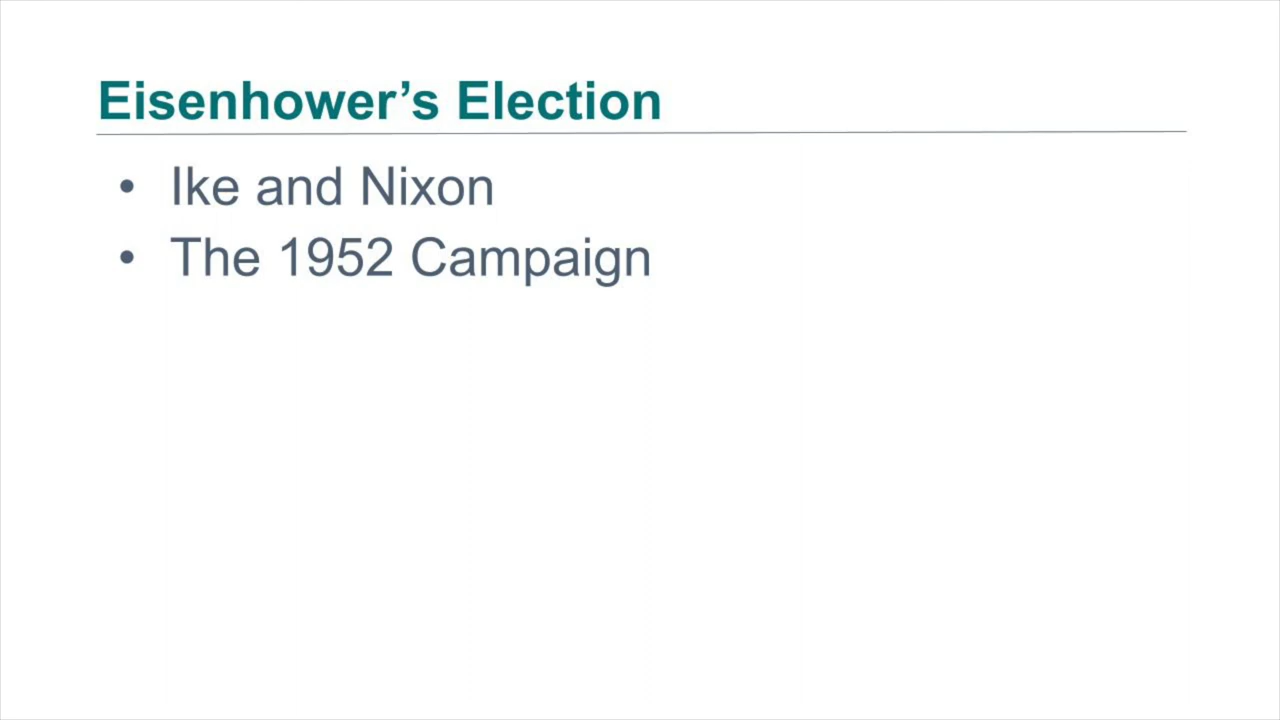 Eisenhower’s Election
• Ike and Nixon
• The 1952 Campaign